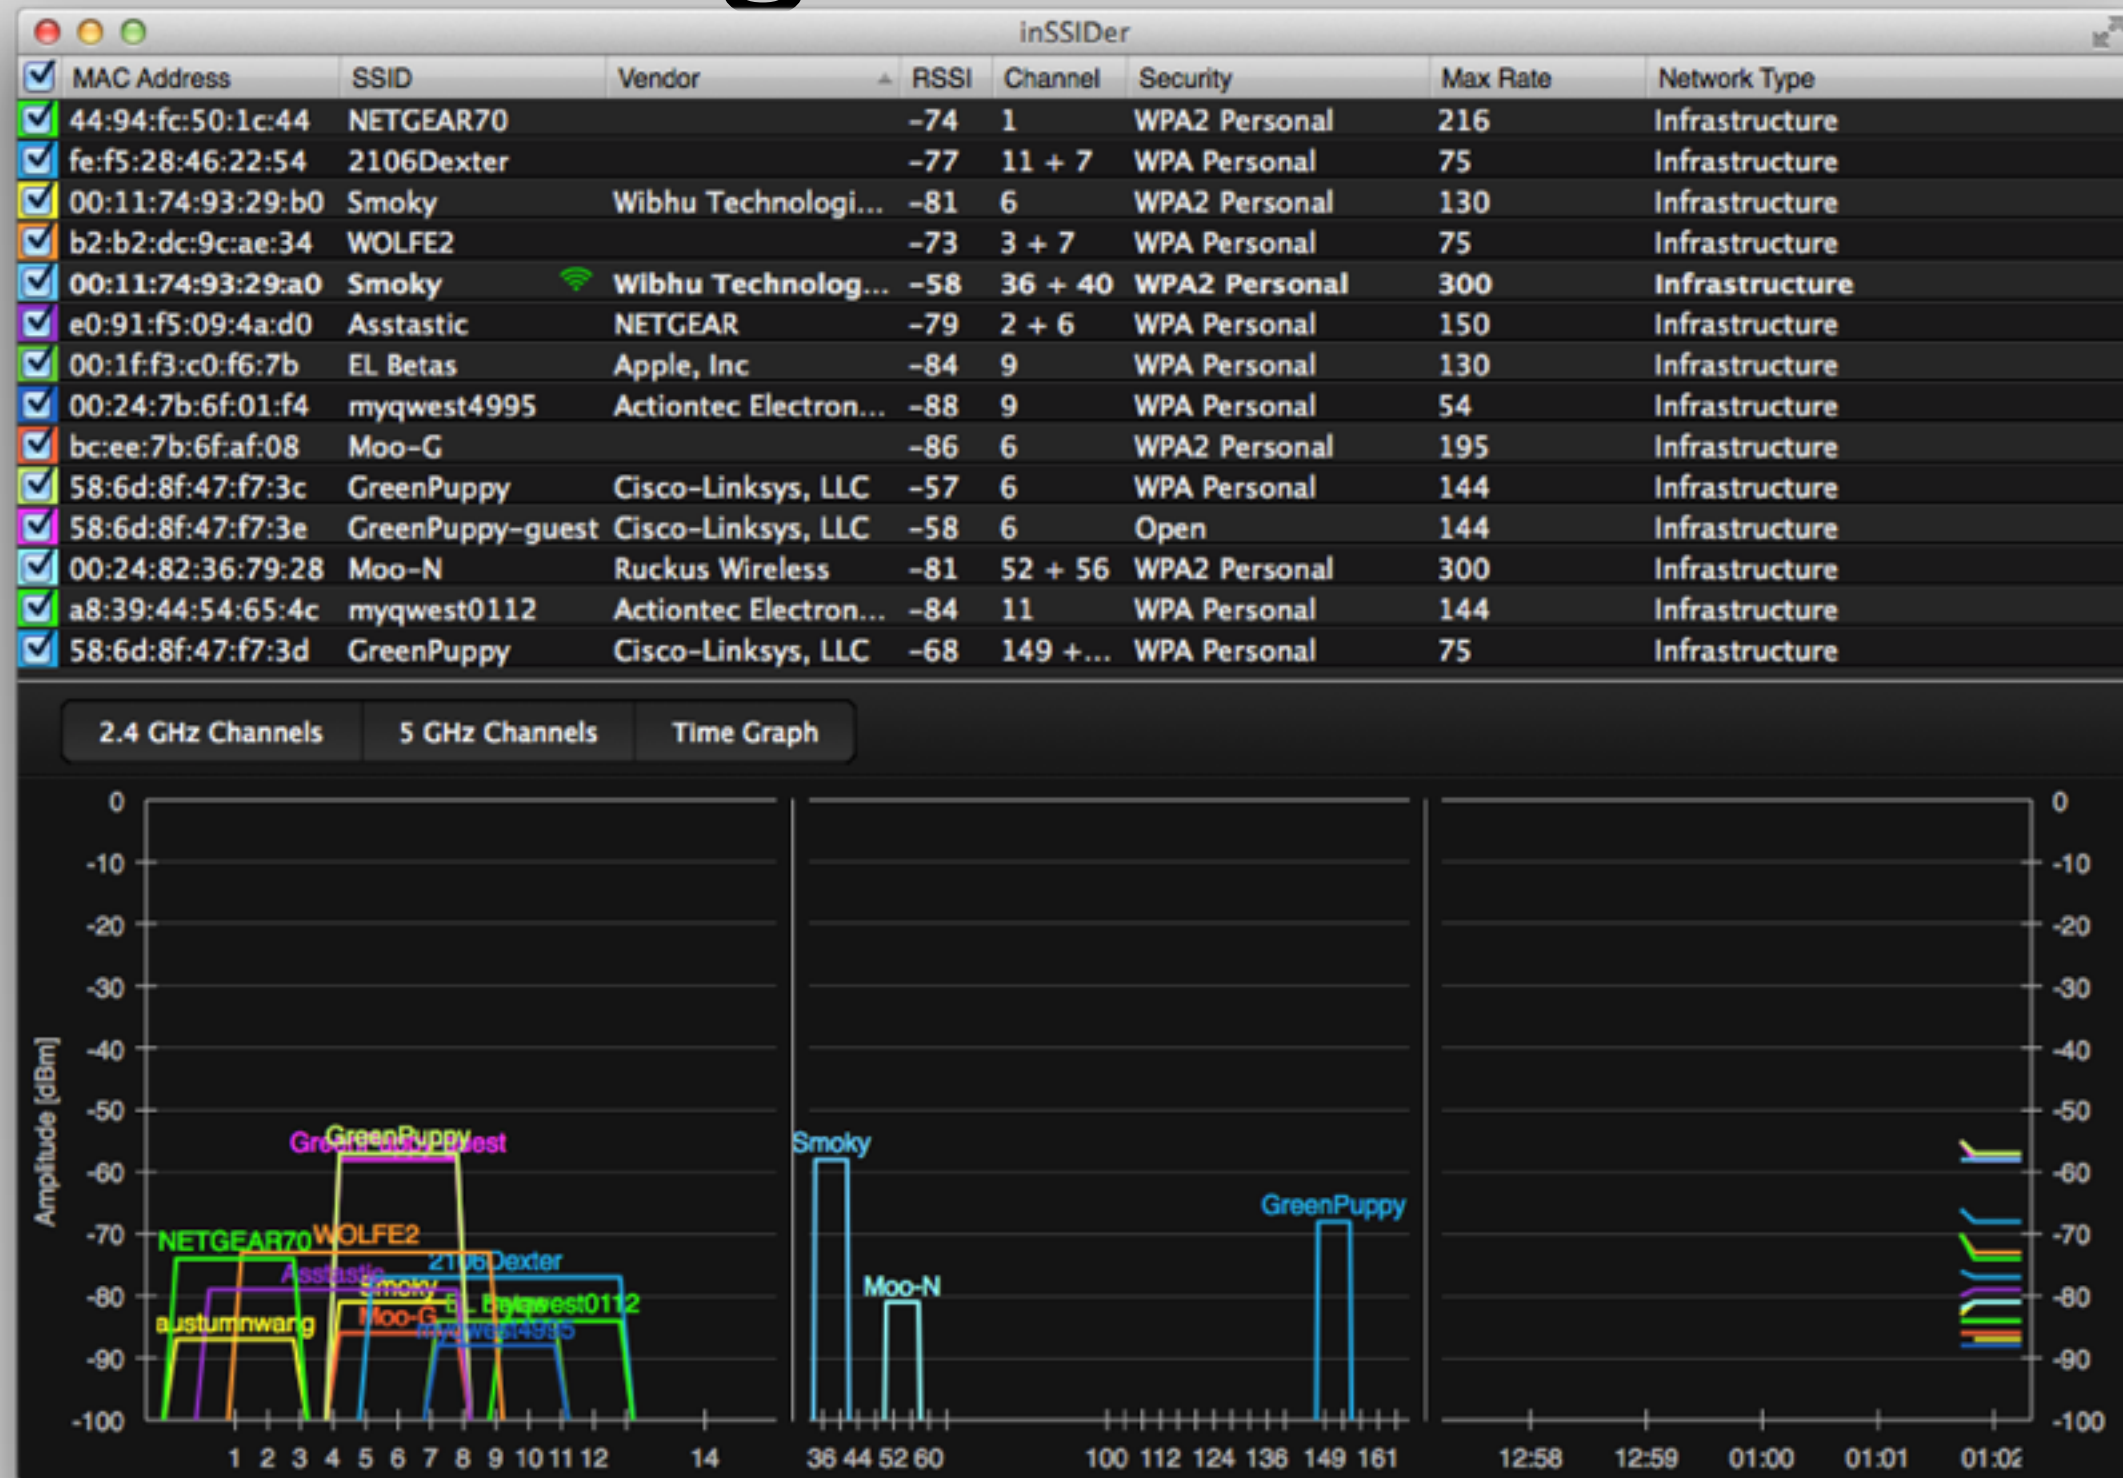 inSSIDer
MAC Address SSID Vendor RSSI Channel Security Max Rate Network Type
44:94:fc:50:1c:44 NETGEAR70 -74 1 WPA2 Personal 216 Infrastructure
fe:f5:28:46:22:54 2106Dexter -77 11 + 7 WPA Personal 75 Infrastructure
00:11:74:93:29:b0 Smoky Wibhu Technologi... -81 6 WPA2 Personal 130 Infrastructure
b2:b2:dc:9c:ae:34 WOLFE2 -73 3 + 7 WPA Personal 75 Infrastructure
00:11:74:93:29:a0 Smoky Wibhu Technolog... -58 36 + 40 WPA2 Personal 300 Infrastructure
e0:91:f5:09:4a:d0 Asstastic NETGEAR -79 2 + 6 WPA Personal 150 Infrastructure
00:1f:f3:c0:f6:7b EL Betas Apple, Inc -84 9 WPA Personal 130 Infrastructure
00:24:7b:6f:01:f4 myqwest4995 Actiontec Electron... -88 9 WPA Personal 54 Infrastructure
bc:ee:7b:6f:af:08 Moo-G -86 6 WPA2 Personal 195 Infrastructure
58:6d:8f:47:f7:3c GreenPuppy Cisco-Linksys, LLC -57 6 WPA Personal 144 Infrastructure
58:6d:8f:47:f7:3e GreenPuppy-guest Cisco-Linksys, LLC -58 6 Open 144 Infrastructure
00:24:82:36:79:28 Moo-N Ruckus Wireless -81 52 + 56 WPA2 Personal 300 Infrastructure
a8:39:44:54:65:4c myqwest0112 Actiontec Electron... -84 11 WPA Personal 144 Infrastructure
58:6d:8f:47:f7:3d GreenPuppy Cisco-Linksys, LLC -68 149 +... WPA Personal 75 Infrastructure
2.4 GHz Channels 5 GHz Channels Time Graph
0 0
-10 -10
-20 -20
-30 -30
-40 -40
Amplitude [dBm]
-50 -50
GreenPuppy
Smoky
-60 -60
GreenPuppy
-70 -70
NETGEAR70 WOLFE2
2106Dexter
Asstastic Smoky Moo-N
-80 -80
austumnwang Moo-G myqwest4995
-90 -90
-100 -100
1 2 3 4 5 6 7 8 9 10 11 12 14 36 44 52 60 100 112 124 136 149 161 12:58 12:59 01:00 01:01 01:02